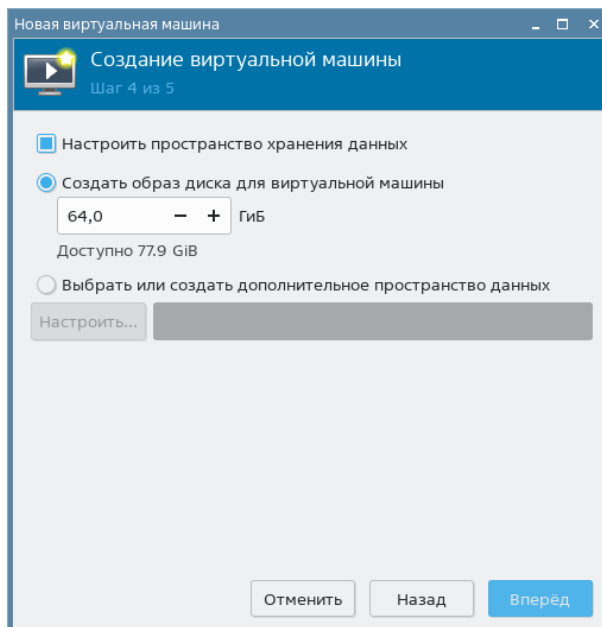 Новая виртуальная машина
Создание виртуальной машины
Шаг 4 из 5
Настроить пространство хранения данных
Создать образ диска для виртуальной машины
64,0 − + ГиБ
Доступно 77.9 GiB
Выбрать или создать дополнительное пространство данных
Настроить...
Отменить Назад Вперёд